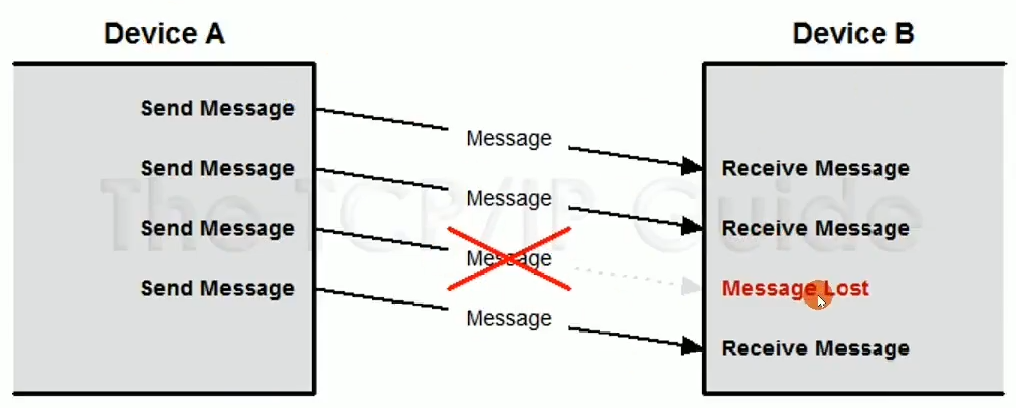 Device A
Device B
Send Message
Message
Receive Message
Send Message
Message
Receive Message
Send Message
Message
Message Lost
Send Message
Message
Receive Message
The TCP/IP Guide